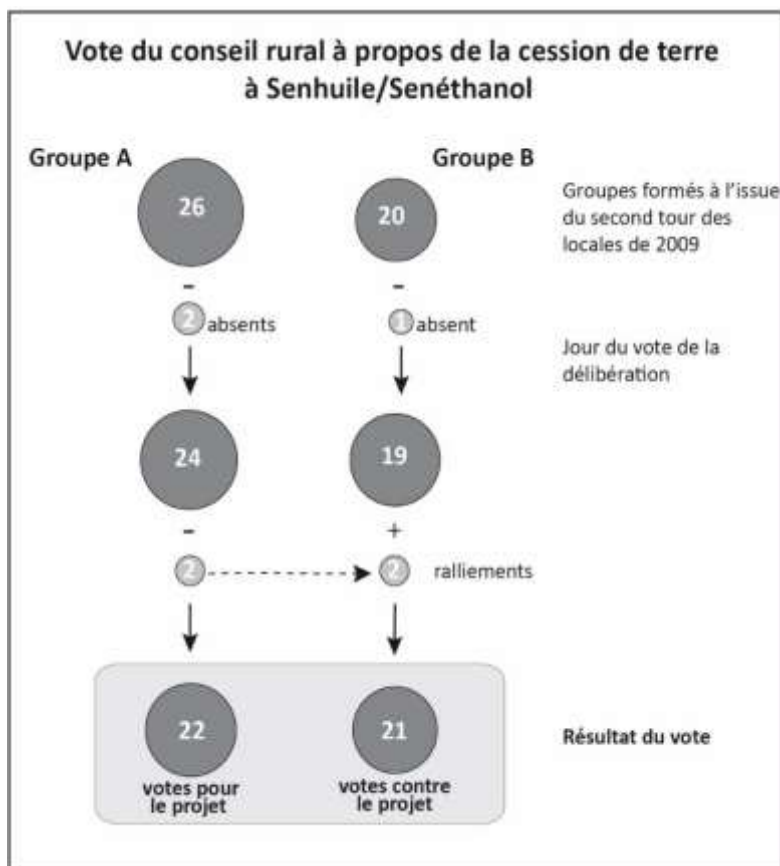 Vote du conseil rural à propos de la cession de terre
à Senhuile/Senéthanol
Groupe A
Groupe B
26
20
Groupes formés à l'issue
du second tour des
locales de 2009
-
-
2 absents
1 absent
Jour du vote de la
délibération
24
19
-
+
2
2
ralliements
22
21
Résultat du vote
votes pour
le projet
votes contre
le projet